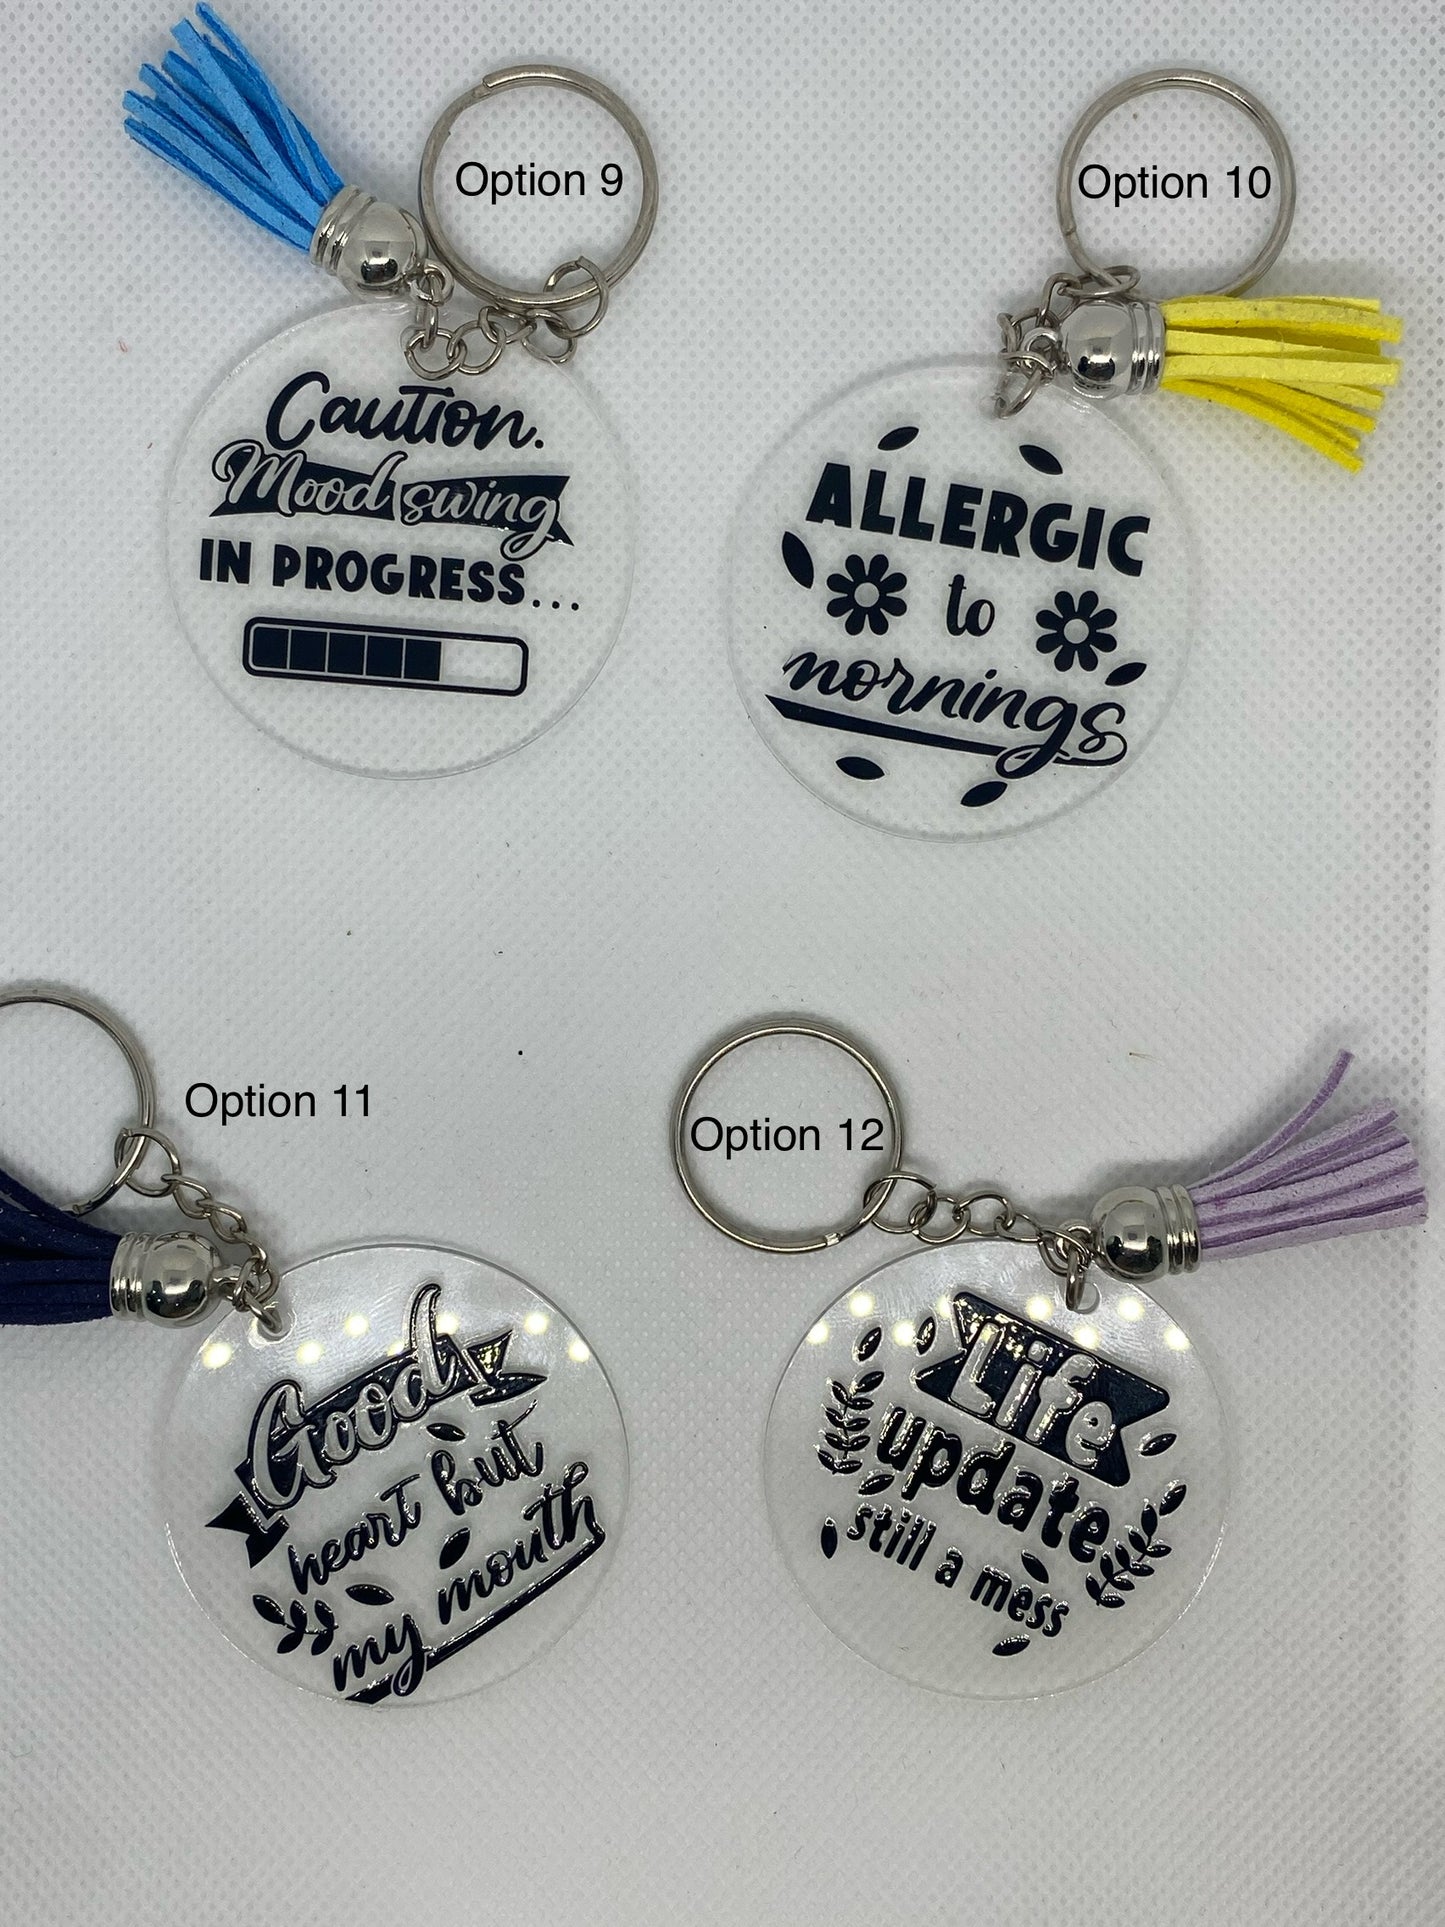 Option 9
Caution.
Mood swing
IN PROGRESS...
Option 10
ALLERGIC
to
nornings
Option 11
Good
heart but
my mouth
Option 12
Life
update
still a mess